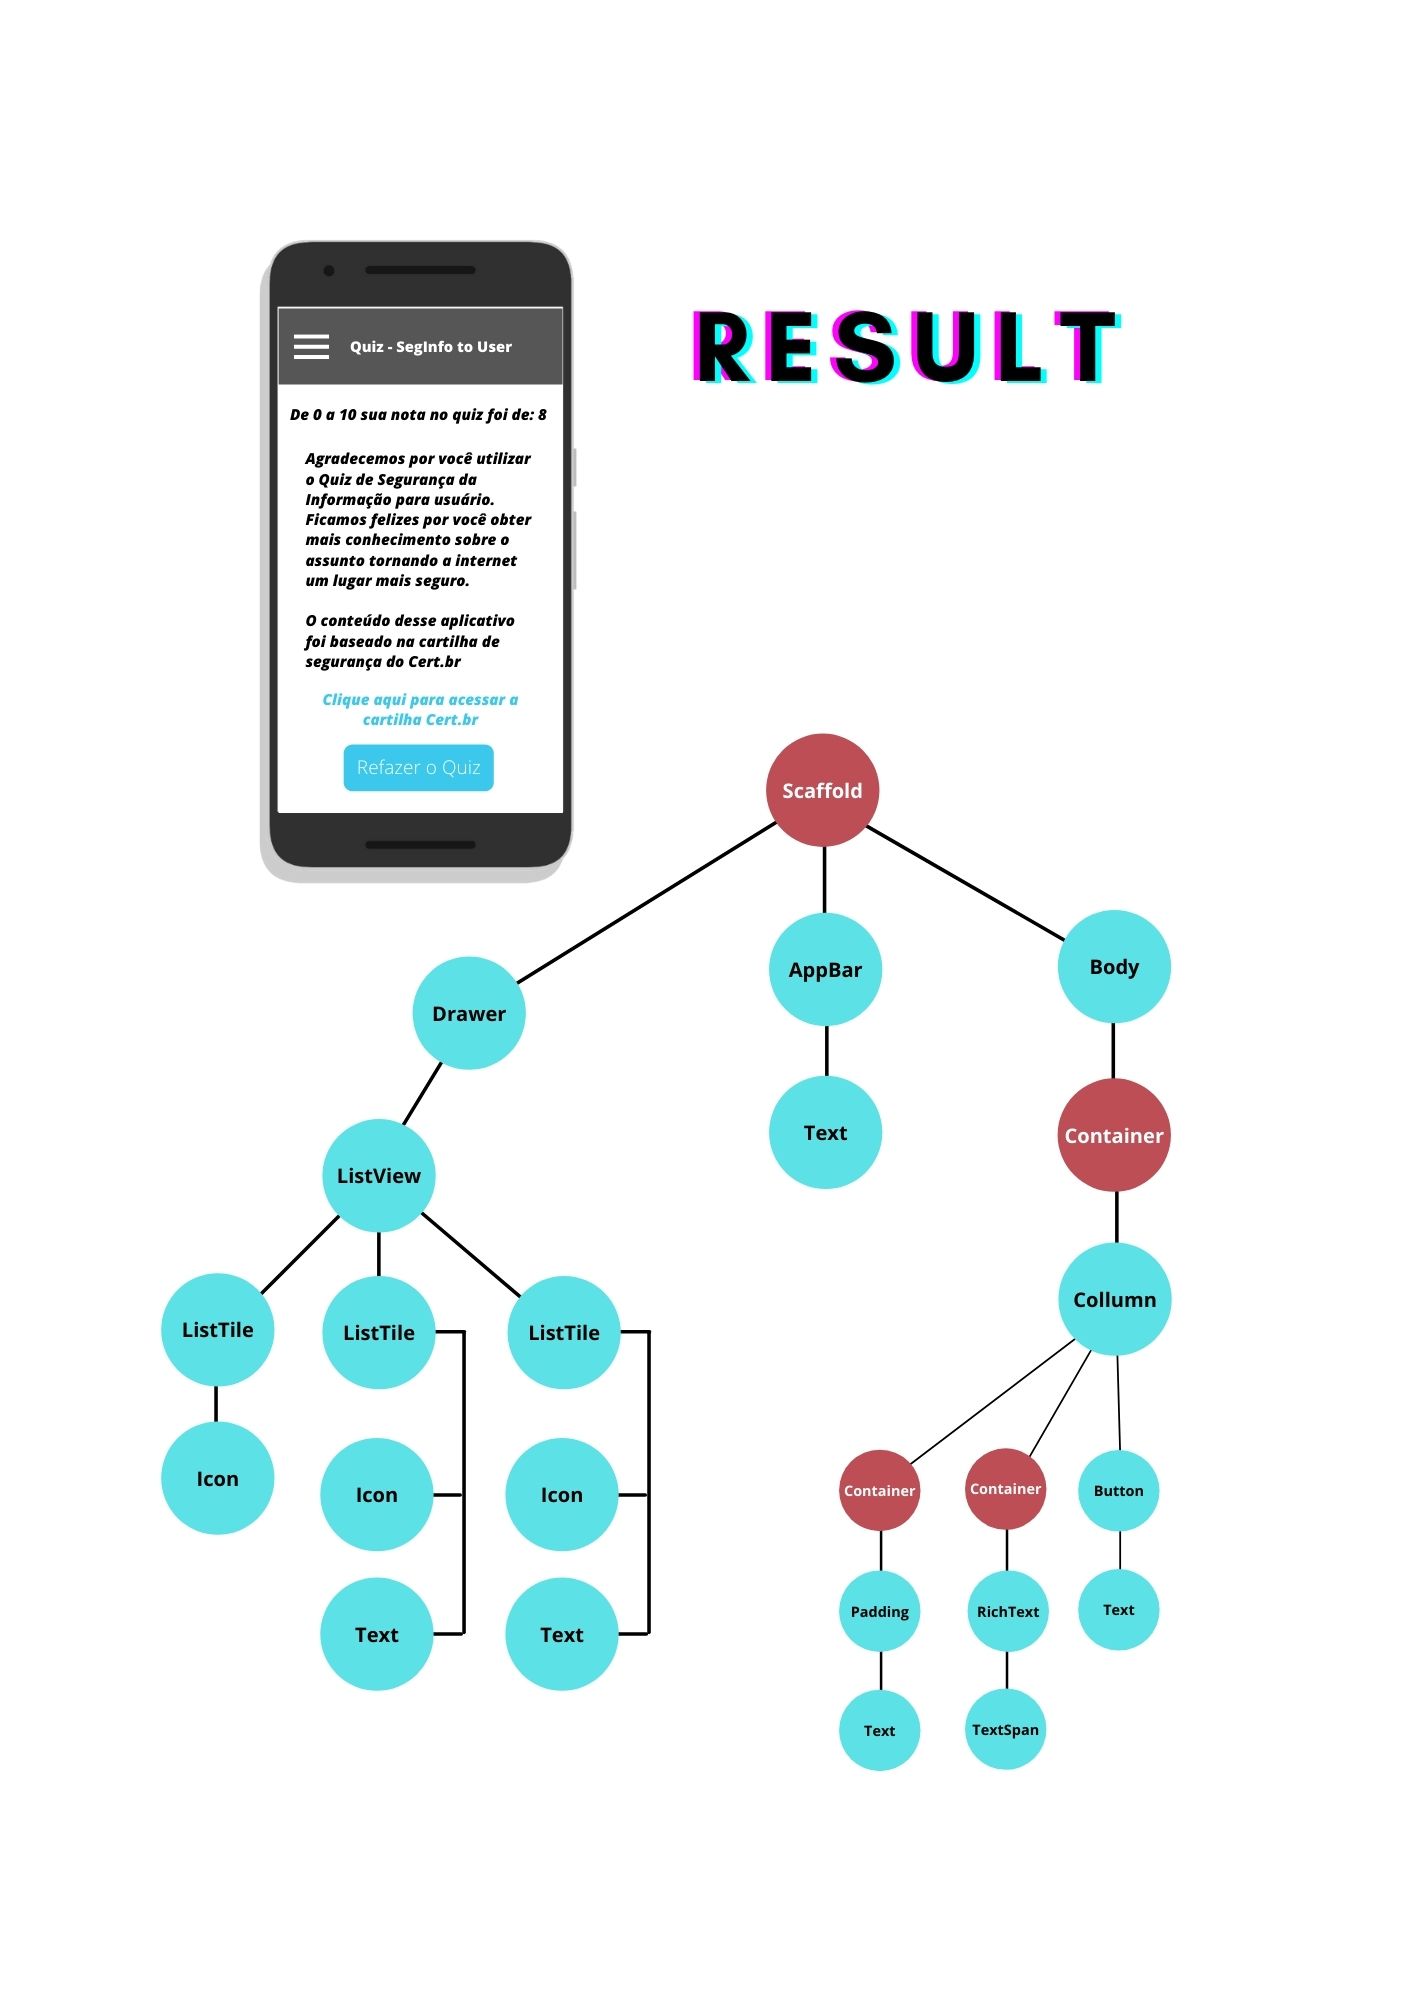 RESULT
Quiz - SegInfo to User
De 0 a 10 sua nota no quiz foi de: 8
Agradecemos por você utilizar
o Quiz de Segurança da
Informação para usuário.
Ficamos felizes por você obter
mais conhecimento sobre o
assunto tornando a internet
um lugar mais seguro.
O conteúdo desse aplicativo
foi baseado na cartilha de
segurança do Cert.br
Clique aqui para acessar a
cartilha Cert.br
Refazer o Quiz
Scaffold
Drawer
AppBar
Body
Text
Container
ListView
Collumn
ListTile
ListTile
ListTile
Icon
Icon
Icon
Text
Text
Container
Container
Button
Padding
RichText
Text
Text
TextSpan